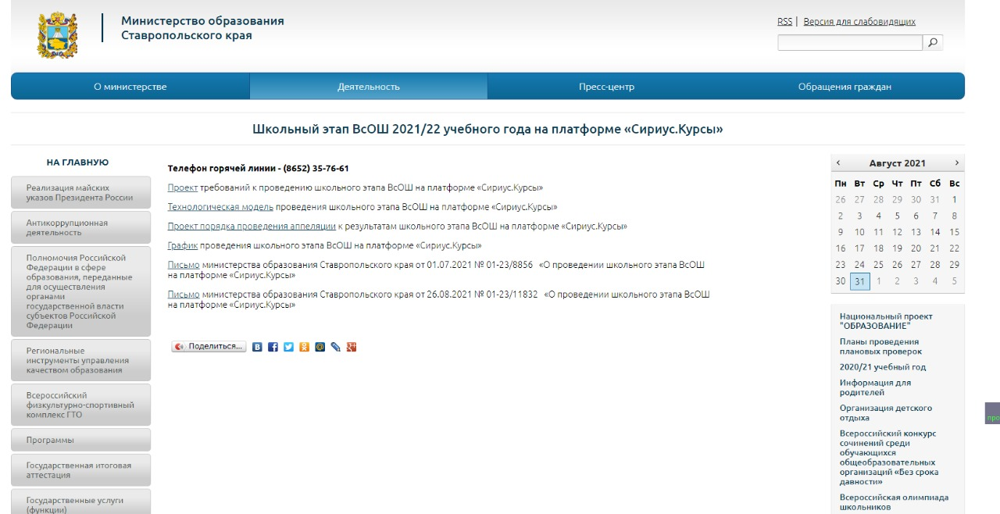 Министерство образования
Ставропольского края
RSS | Версия для слабовидящих
О министерстве
Деятельность
Пресс-центр
Обращения граждан
Школьный этап ВсОШ 2021/22 учебного года на платформе «Сириус.Курсы»
НА ГЛАВНУЮ
Реализация майских
указов Президента России
Антикоррупционная
деятельность
Полномочия Российской
Федерации в сфере
образования, переданные
для осуществления
органами
государственной власти
субъектов Российской
Федерации
Региональные
инструменты управления
качеством образования
Всероссийский
физкультурно-спортивный
комплекс ГТО
Программы
Государственная итоговая
аттестация
Государственные услуги
(функции)
Телефон горячей линии - (8652) 35-76-61
Проект требований к проведению школьного этапа ВсОШ на платформе «Сириус.Курсы»
Технологическая модель проведения школьного этапа ВсОШ на платформе «Сириус.Курсы»
Проект порядка проведения аппеляции к результатам школьного этапа ВсОШ на платформе «Сириус.Курсы»
График проведения школьного этапа ВсОШ на платформе «Сириус.Курсы»
Письмо министерства образования Ставропольского края от 01.07.2021 № 01-23/8856 «О проведении школьного этапа ВсОШ
на платформе «Сириус.Курсы»
Письмо министерства образования Ставропольского края от 26.08.2021 № 01-23/11832 «О проведении школьного этапа ВсОШ
на платформе «Сириус.Курсы»
Поделиться...
Август 2021
Пн Вт Ср Чт Пт Сб Вс
26 27 28 29 30 31 1
2 3 4 5 6 7 8
9 10 11 12 13 14 15
16 17 18 19 20 21 22
23 24 25 26 27 28 29
30 31 1 2 3 4 5
Национальный проект
"ОБРАЗОВАНИЕ"
Планы проведения
плановых проверок
2020/21 учебный год
Информация для
родителей
Организация детского
отдыха
Всероссийский конкурс
сочинений среди
обучающихся
общеобразовательных
организаций «Без срока
давности»
Всероссийская олимпиада
школьников
про